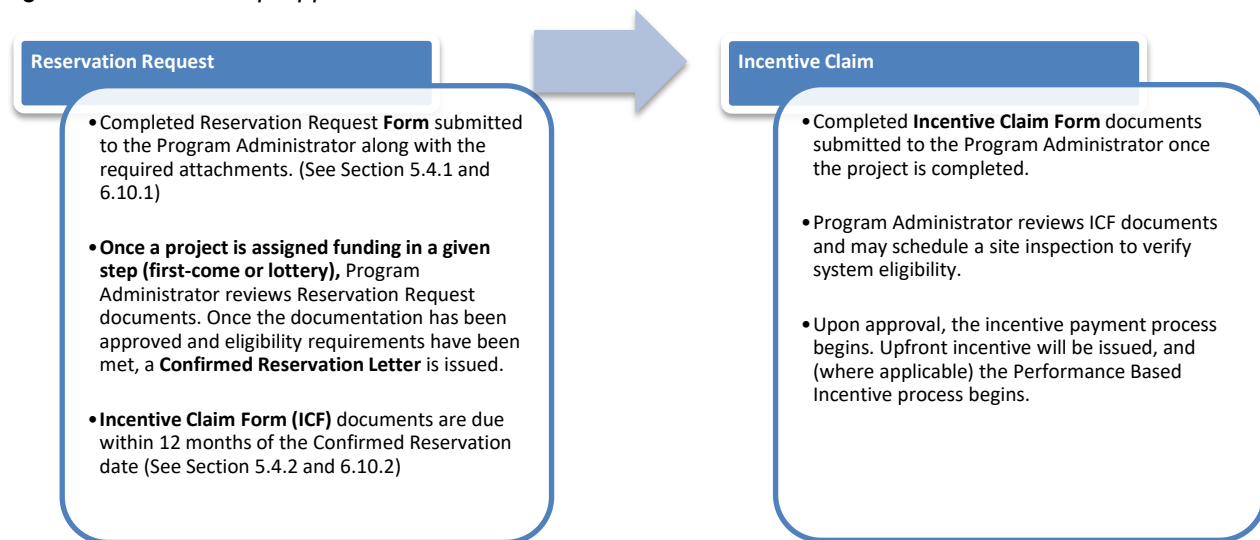 Reservation Request
•Completed Reservation Request Form submitted
to the Program Administrator along with the
required attachments. (See Section 5.4.1 and
6.10.1)
•Once a project is assigned funding in a given
step (first-come or lottery), Program
Administrator reviews Reservation Request
documents. Once the documentation has been
approved and eligibility requirements have been
met, a Confirmed Reservation Letter is issued.
•Incentive Claim Form (ICF) documents are due
within 12 months of the Confirmed Reservation
date (See Section 5.4.2 and 6.10.2)
Incentive Claim
•Completed Incentive Claim Form documents
submitted to the Program Administrator once
the project is completed.
•Program Administrator reviews ICF documents
and may schedule a site inspection to verify
system eligibility.
•Upon approval, the incentive payment process
begins. Upfront incentive will be issued, and
(where applicable) the Performance Based
Incentive process begins.